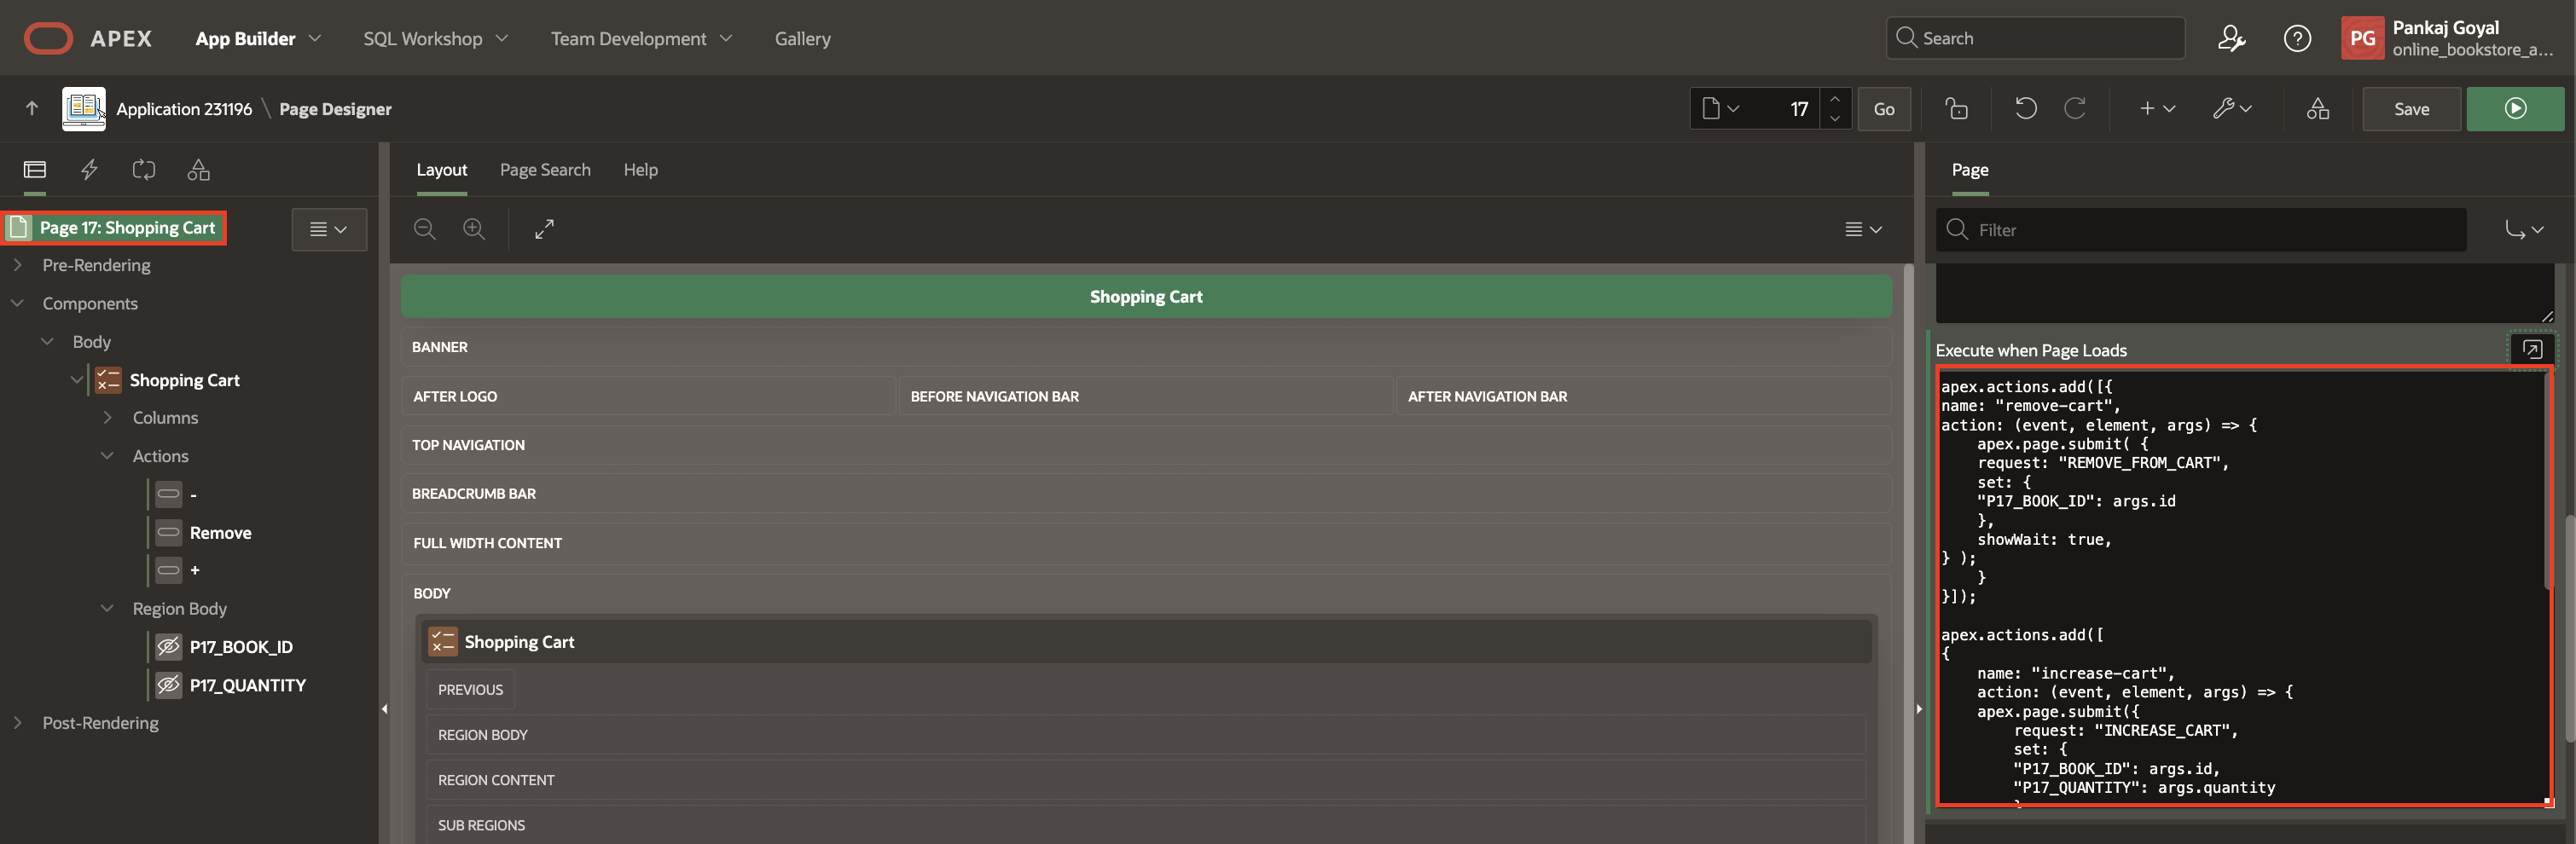 APEX
App Builder
SQL Workshop
Team Development
Gallery
Search
PG
Pankaj Goyal
online_bookstore_a...
Application 231196 \ Page Designer
17
Go
Save
Layout
Page Search
Help
Page
Page 17: Shopping Cart
Filter
Pre-Rendering
Components
Body
Shopping Cart
Columns
Actions
-
Remove
+
Region Body
P17_BOOK_ID
P17_QUANTITY
Post-Rendering
Shopping Cart
BANNER
AFTER LOGO
BEFORE NAVIGATION BAR
AFTER NAVIGATION BAR
TOP NAVIGATION
BREADCRUMB BAR
FULL WIDTH CONTENT
BODY
Shopping Cart
PREVIOUS
REGION BODY
REGION CONTENT
SUB REGIONS
Execute when Page Loads
apex.actions.add([{
name: "remove-cart",
action: (event, element, args) => {
    apex.page.submit( {
    request: "REMOVE_FROM_CART",
    set: {
    "P17_BOOK_ID": args.id
    },
    showWait: true,
} );
    }
}]);

apex.actions.add([
{
    name: "increase-cart",
    action: (event, element, args) => {
    apex.page.submit({
        request: "INCREASE_CART",
        set: {
        "P17_BOOK_ID": args.id,
        "P17_QUANTITY": args.quantity